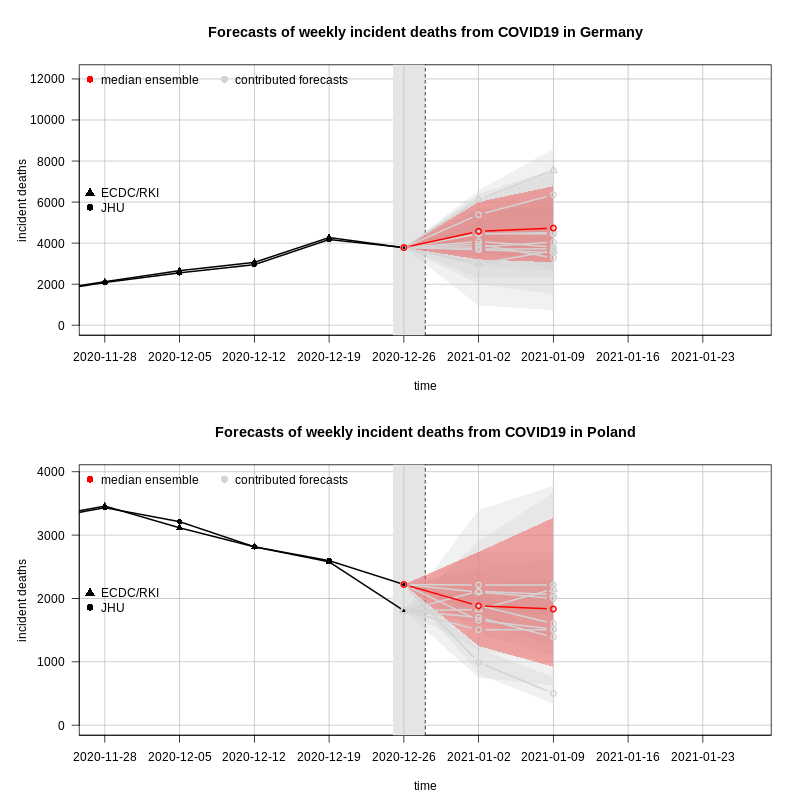 Forecasts of weekly incident deaths from COVID19 in Germany
median ensemble contributed forecasts
12000
10000
8000
6000
4000
2000
0
incident deaths
ECDC/RKI
JHU
2020-11-28 2020-12-05 2020-12-12 2020-12-19 2020-12-26 2021-01-02 2021-01-09 2021-01-16 2021-01-23
time
Forecasts of weekly incident deaths from COVID19 in Poland
median ensemble contributed forecasts
4000
3000
2000
1000
0
incident deaths
ECDC/RKI
JHU
2020-11-28 2020-12-05 2020-12-12 2020-12-19 2020-12-26 2021-01-02 2021-01-09 2021-01-16 2021-01-23
time